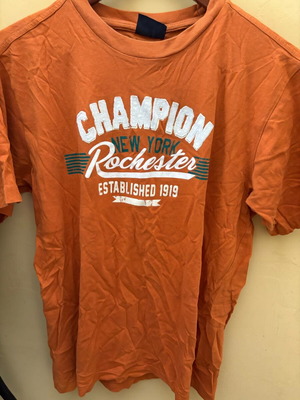 CHAMPION
NEW YORK
Rochester
ESTABLISHED 1919